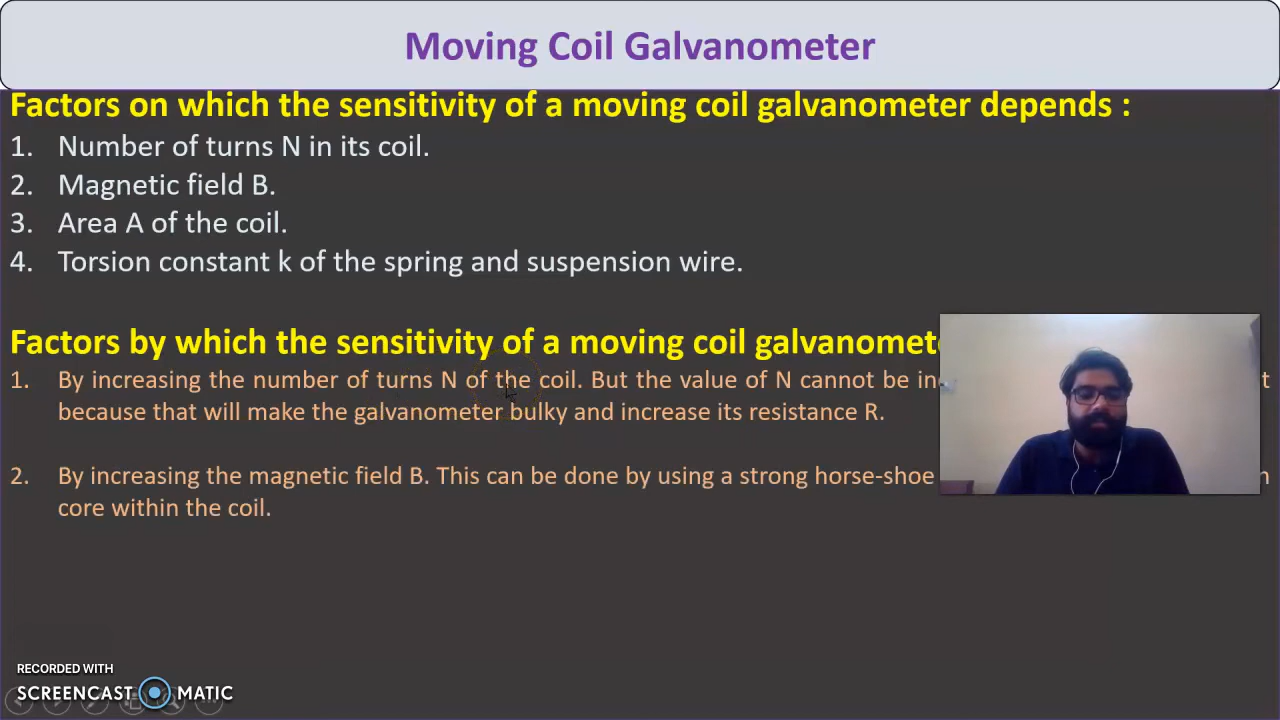 Moving Coil Galvanometer
Factors on which the sensitivity of a moving coil galvanometer depends :
1. Number of turns N in its coil.
2. Magnetic field B.
3. Area A of the coil.
4. Torsion constant k of the spring and suspension wire.
Factors by which the sensitivity of a moving coil
1. By increasing the number of turns N of the coil. But the value of N cannot be
because that will make the galvanometer bulky and increase its resistance R.
2. By increasing the magnetic field B. This can be done by using a strong horse-shoe
core within the coil.
RECORDED WITH
SCREENCAST MATIC